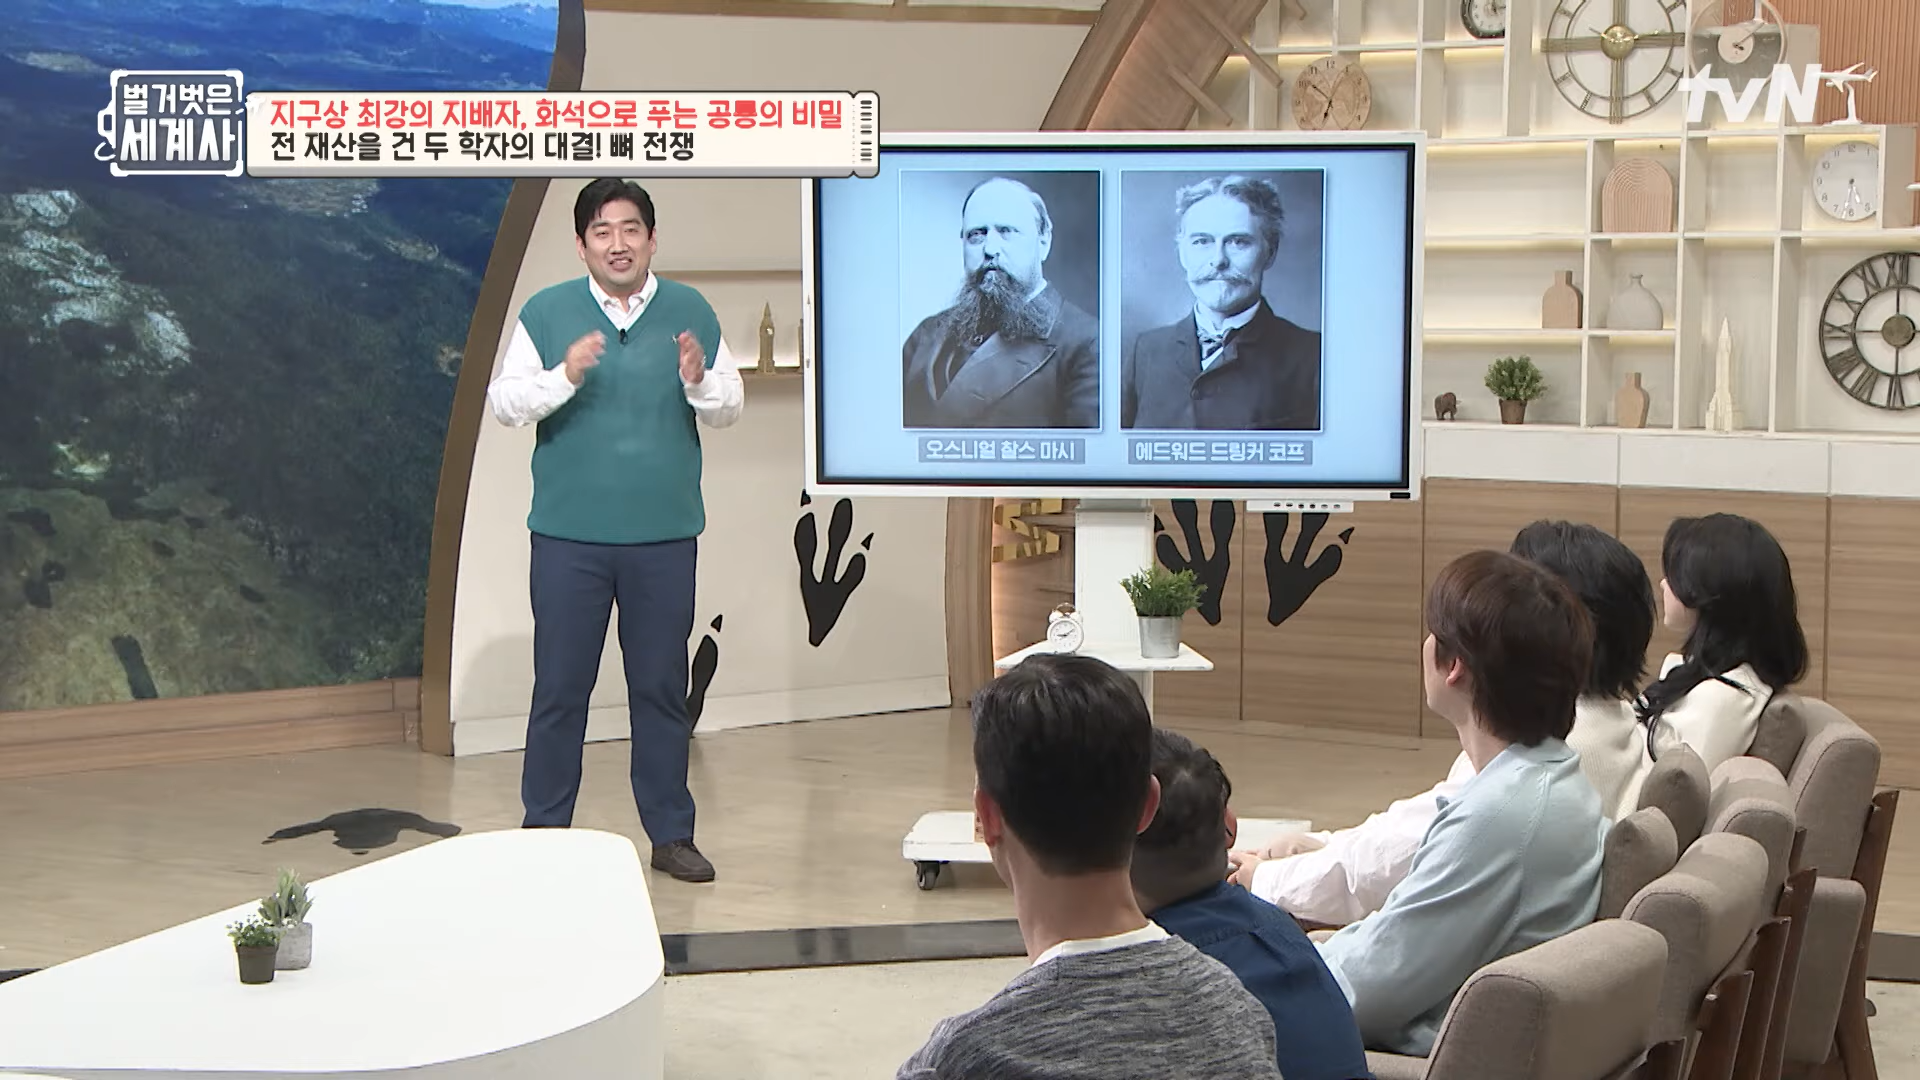 벌거벗은
세계사
지구상 최강의 지배자, 화석으로 푸는 공룡의 비밀
전 재산을 건 두 학자의 대결! 뼈 전쟁
tvN
오스니얼 찰스 마시
에드워드 드링커 코프